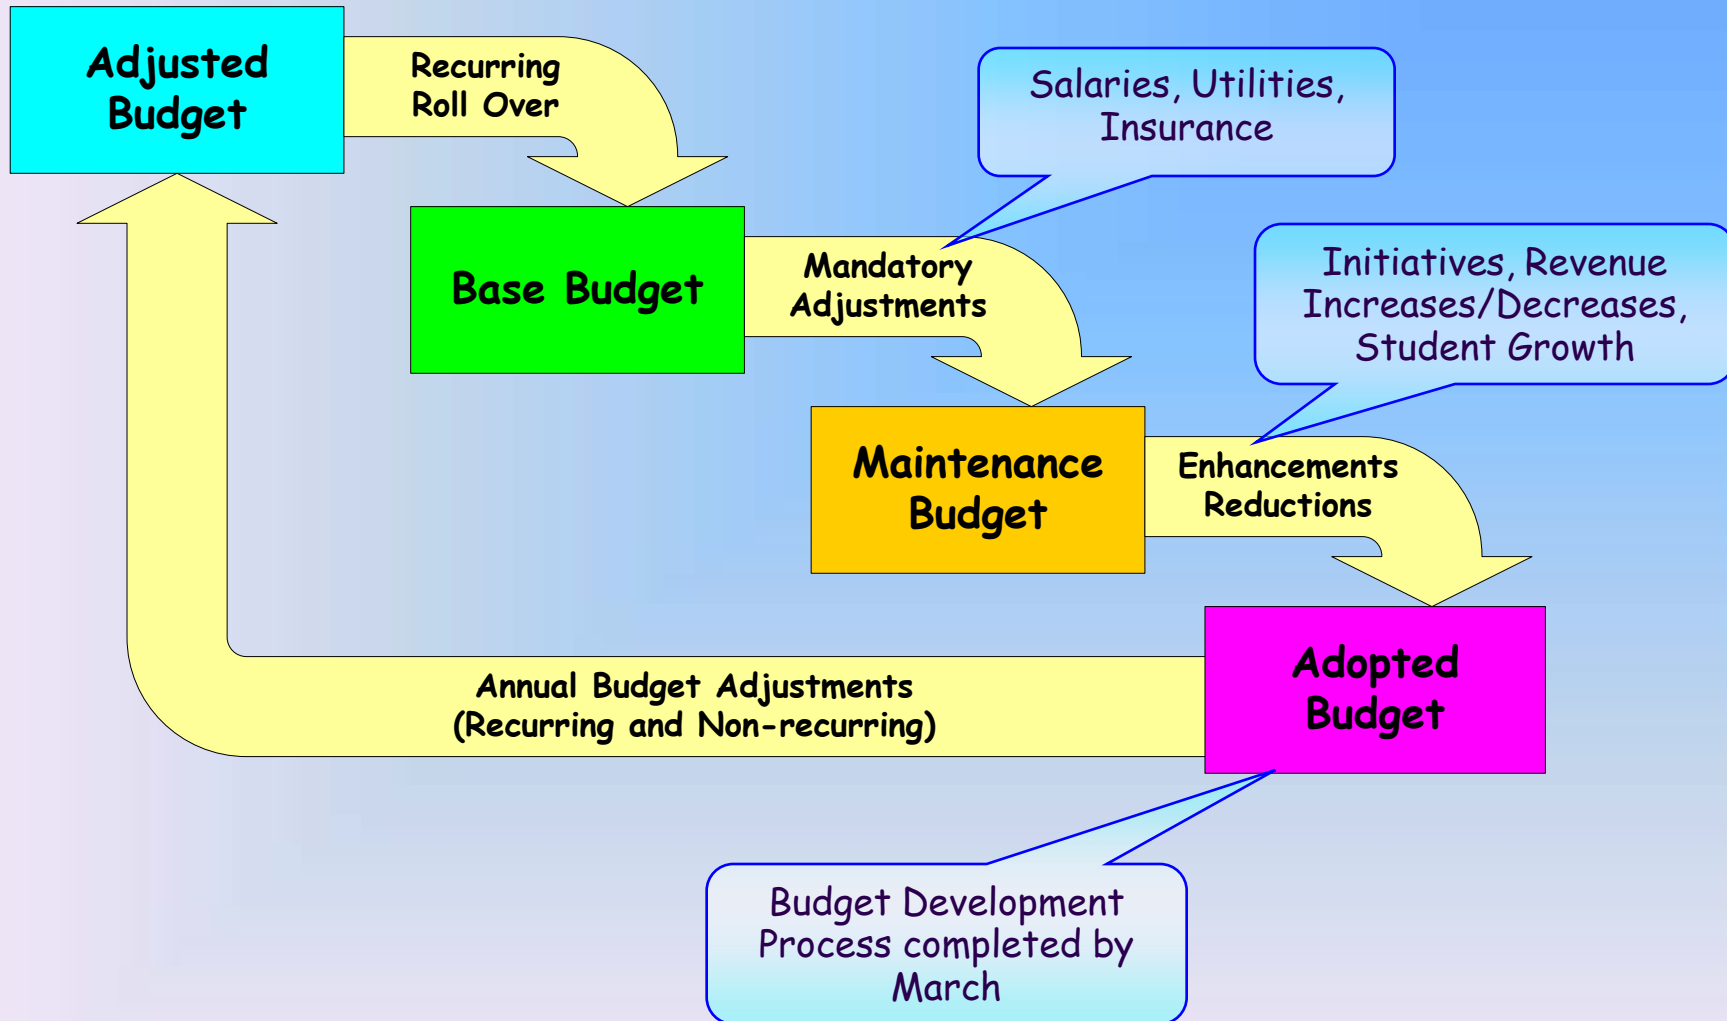 Adjusted
Budget
Recurring
Roll Over
Salaries, Utilities,
Insurance
Base Budget
Mandatory
Adjustments
Initiatives, Revenue
Increases/Decreases,
Student Growth
Maintenance
Budget
Enhancements
Reductions
Adopted
Budget
Annual Budget Adjustments
(Recurring and Non-recurring)
Budget Development
Process completed by
March